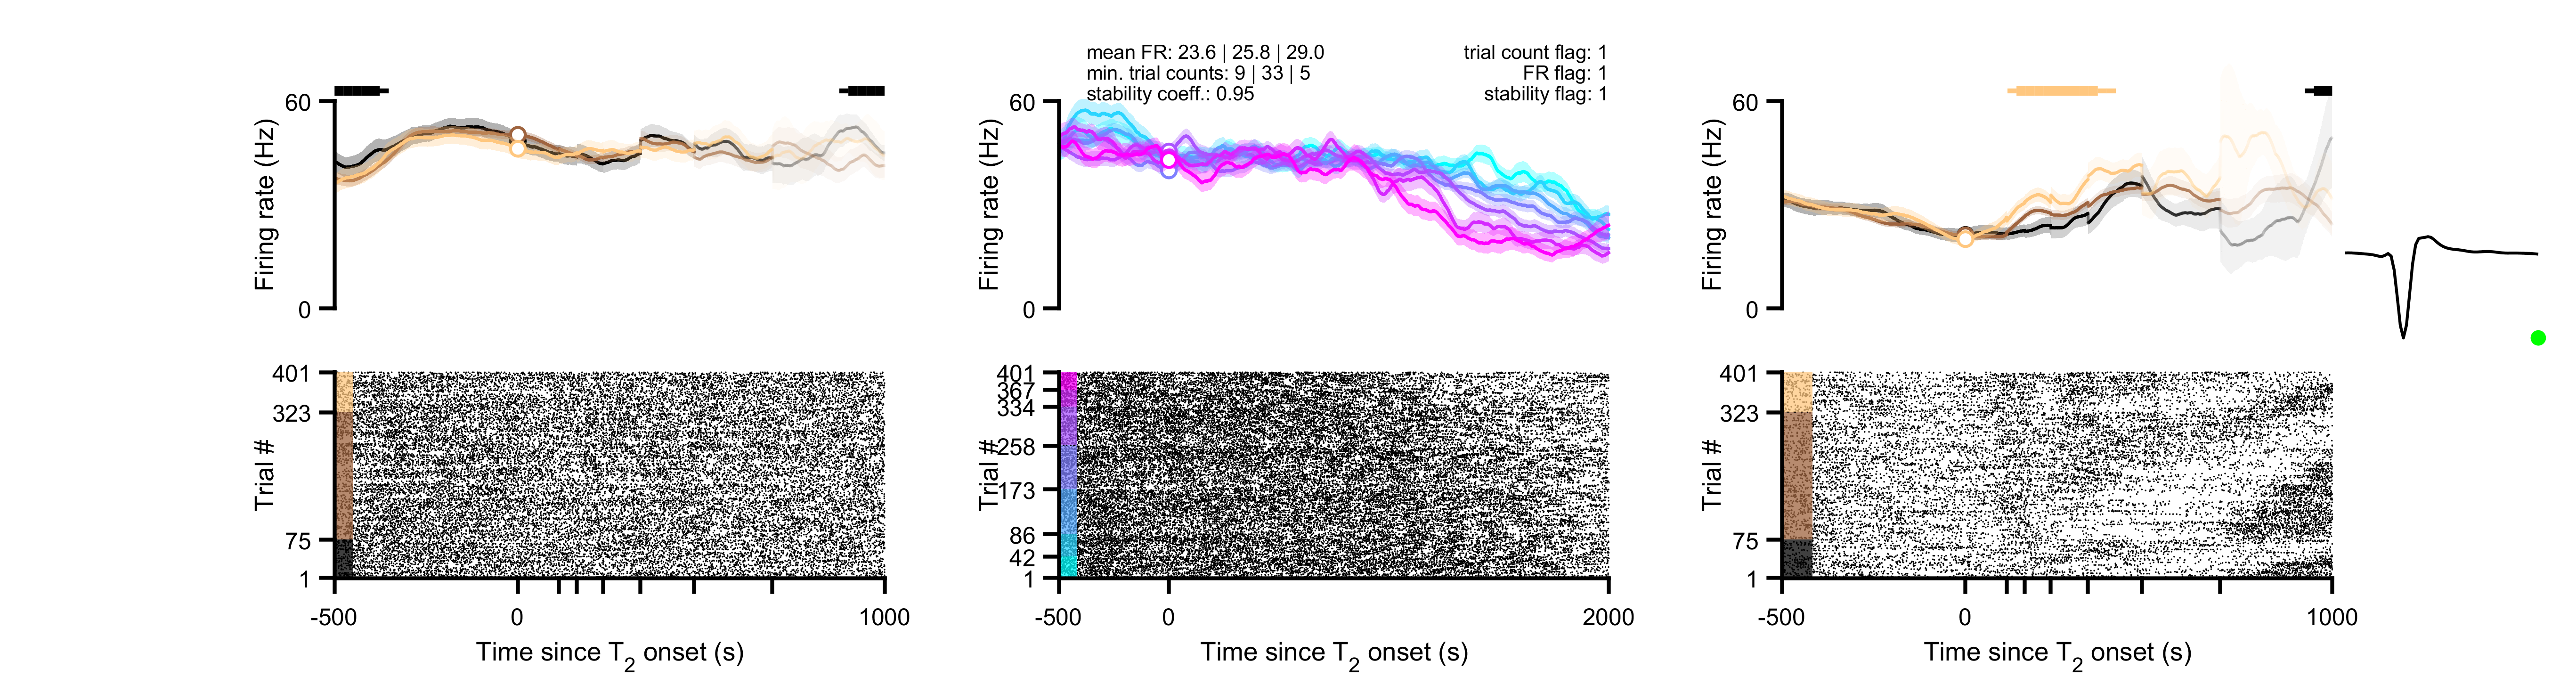 mean FR: 23.6 | 25.8 | 29.0
min. trial counts: 9 | 33 | 5
stability coeff.: 0.95
trial count flag: 1
FR flag: 1
stability flag: 1
60
0
Firing rate (Hz)
60
0
Firing rate (Hz)
60
0
Firing rate (Hz)
401
323
75
1
Trial #
-500
0
1000
Time since T2 onset (s)
401
367
334
258
173
86
42
1
Trial #
-500
0
2000
Time since T2 onset (s)
401
323
75
1
Trial #
-500
0
1000
Time since T2 onset (s)